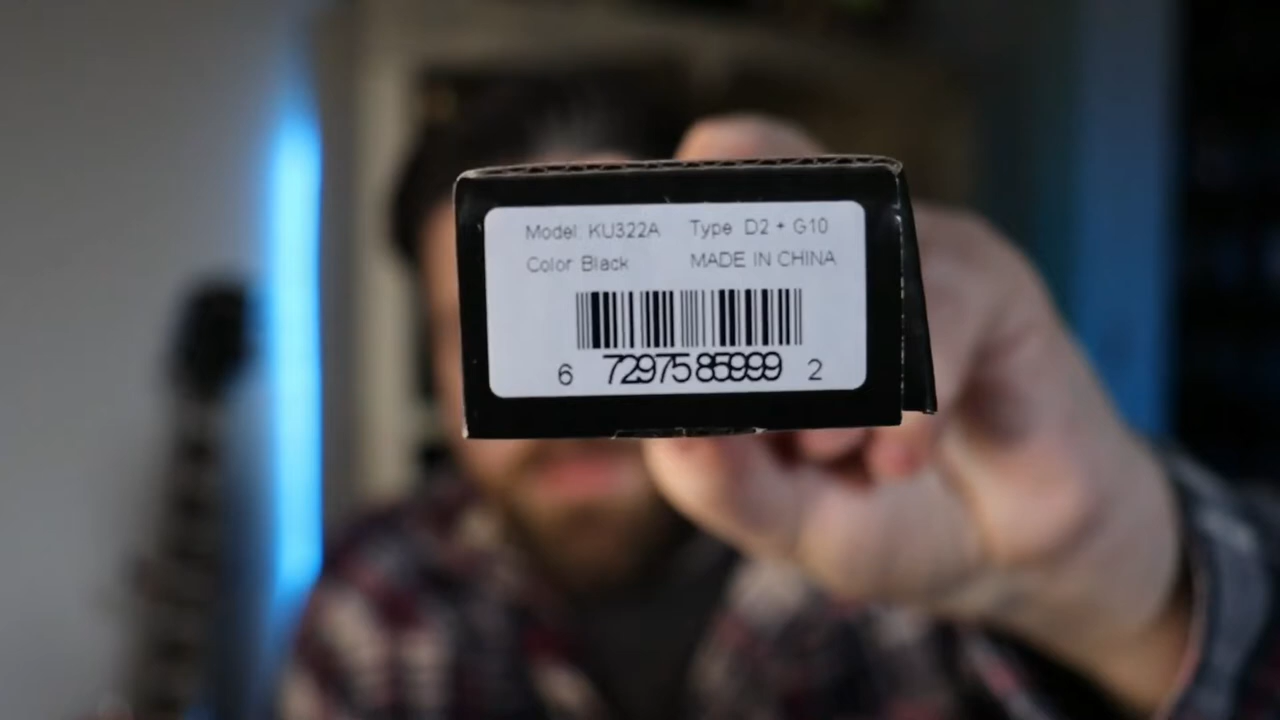 Model: KU322A Type D2 + G10
Color Black MADE IN CHINA
6 72975 85999 2